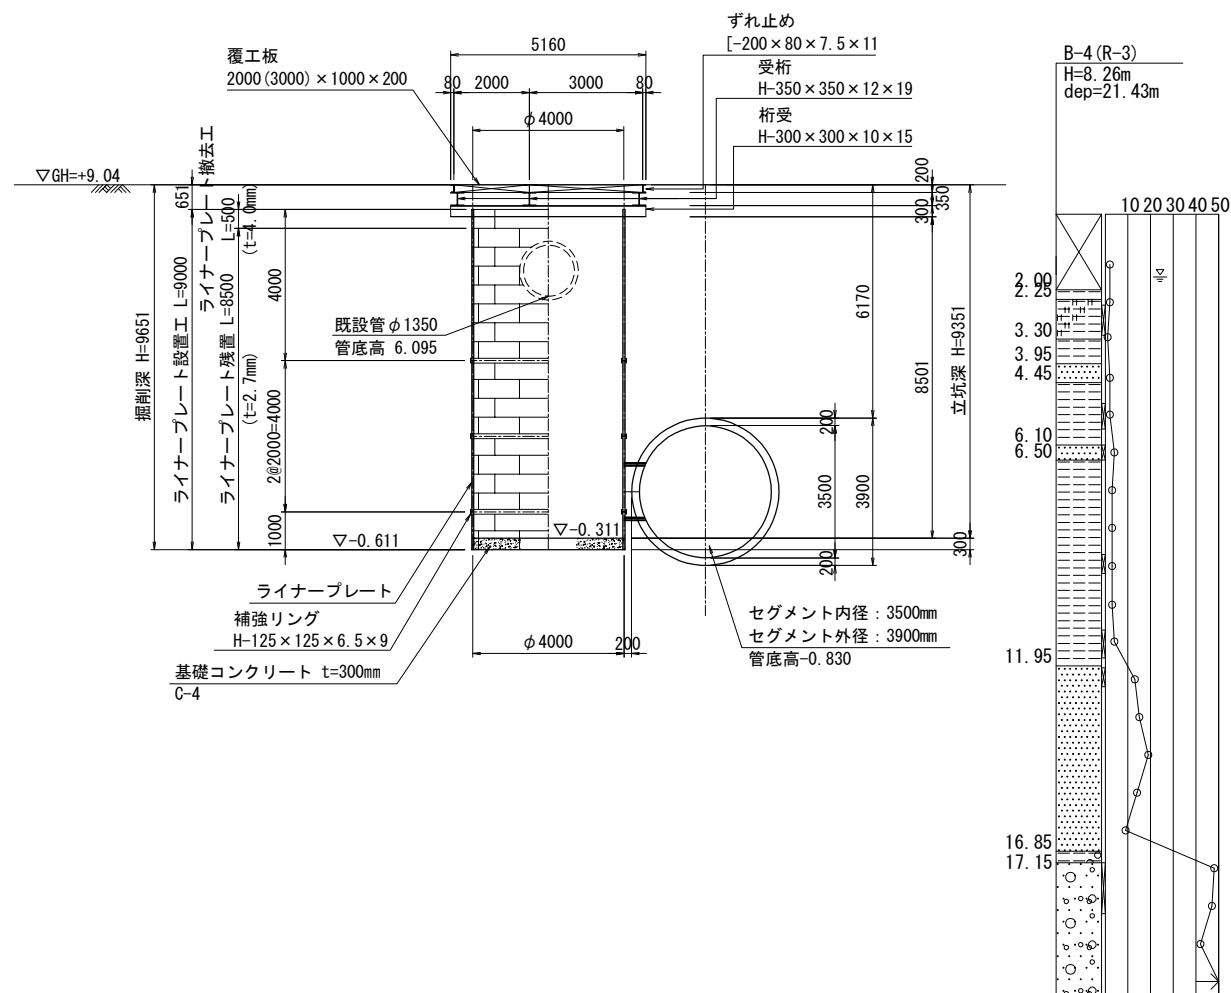 ずれ止め
[-200×80×7.5×11
受桁
H-350×350×12×19
桁受
H-300×300×10×15
覆工板
2000(3000)×1000×200
5160
80
2000
3000
80
φ4000
B-4(R-3)
H=8.26m
dep=21.43m
▽GH=+9.04
651
ライナープレート撤去工
L=500
(t=4.0mm)
200
350
300
掘削深 H=9651
ライナープレート設置工 L=9000
ライナープレート残置 L=8500
(t=2.7mm)
4000
2@2000=4000
1000
既設管φ1350
管底高 6.095
6170
8501
立坑深 H=9351
200
3500
3900
200
300
▽-0.611
▽-0.311
ライナープレート
補強リング
H-125×125×6.5×9
基礎コンクリート t=300mm
C-4
φ4000
200
セグメント内径:3500mm
セグメント外径:3900mm
管底高-0.830
10 20 30 40 50
2.00
2.25
3.30
3.95
4.45
6.10
6.50
11.95
16.85
17.15